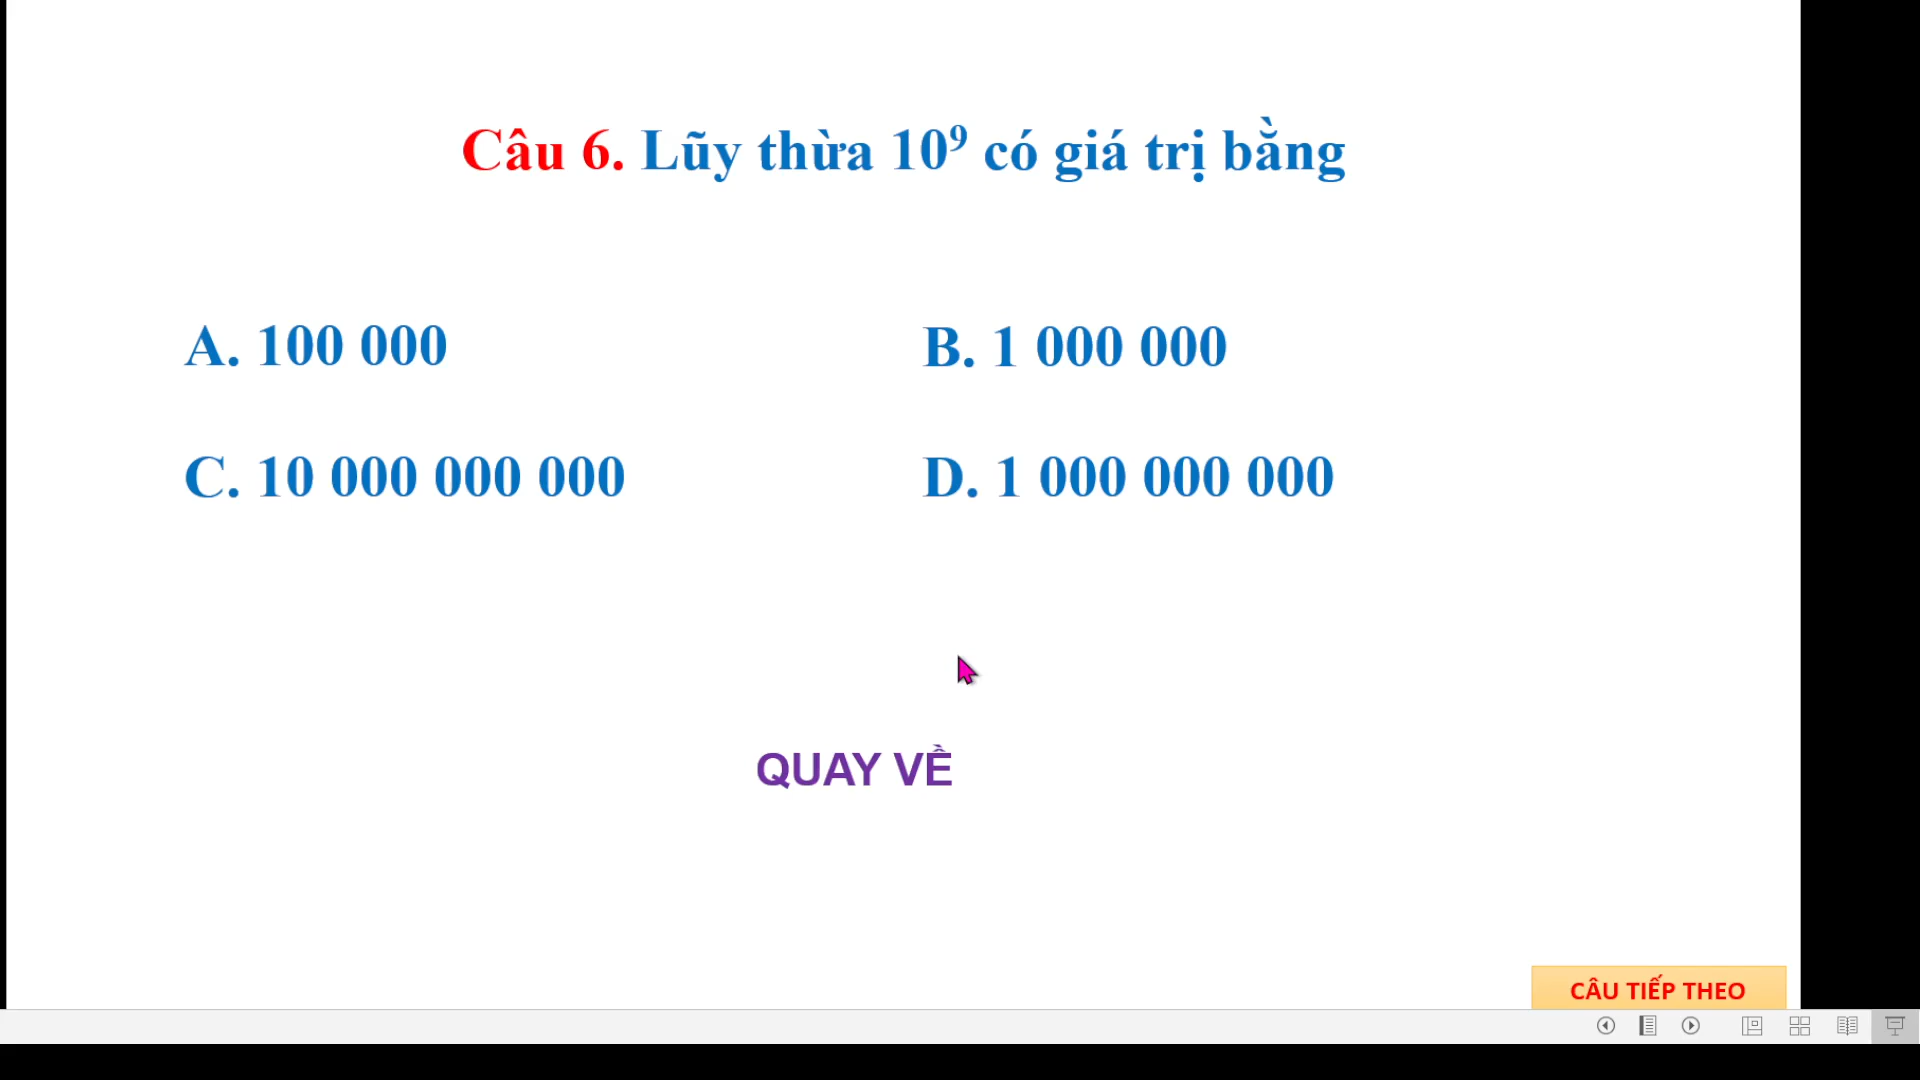 Câu 6. Lũy thừa 10⁹ có giá trị bằng
A. 100 000
B. 1 000 000
C. 10 000 000 000
D. 1 000 000 000
QUAY VỀ
CÂU TIẾP THEO